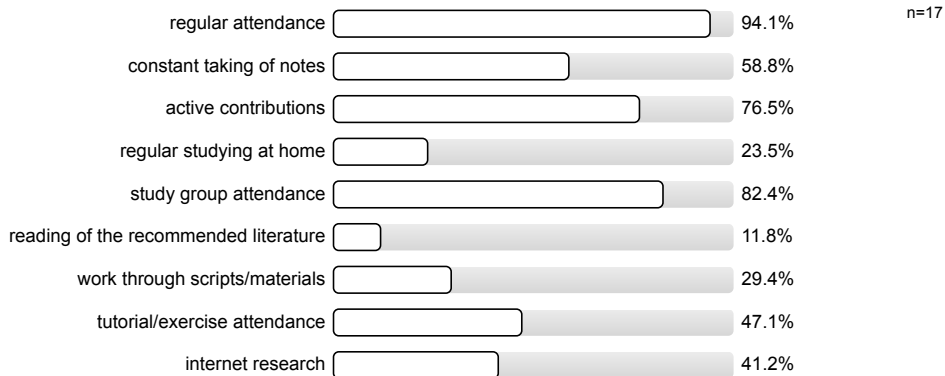 n=17
regular attendance 94.1%
constant taking of notes 58.8%
active contributions 76.5%
regular studying at home 23.5%
study group attendance 82.4%
reading of the recommended literature 11.8%
work through scripts/materials 29.4%
tutorial/exercise attendance 47.1%
internet research 41.2%